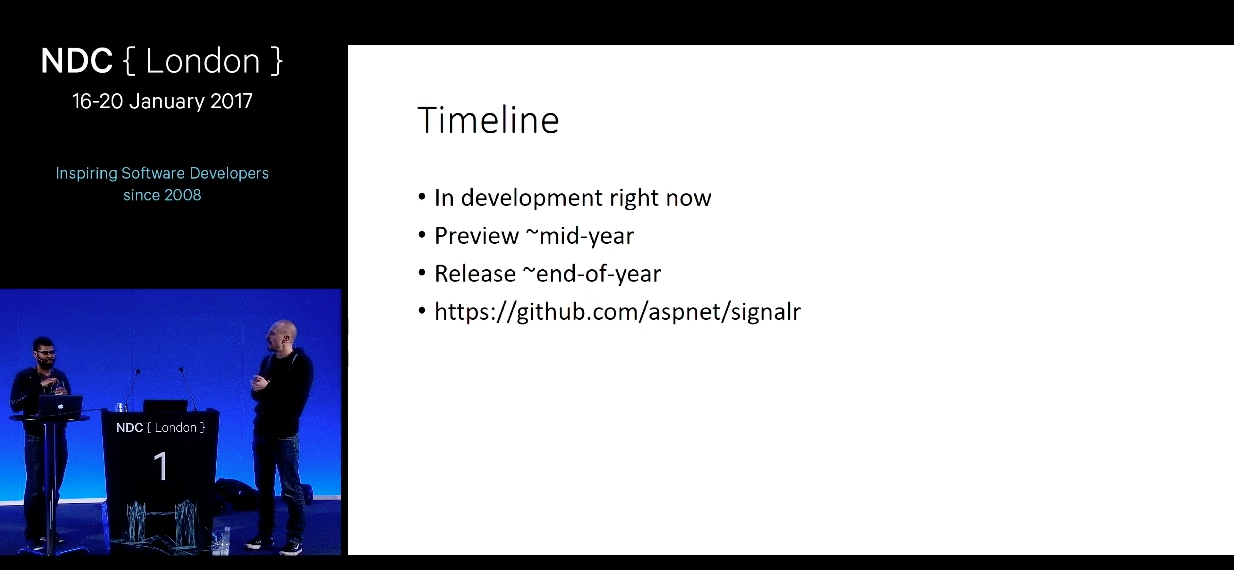 NDC { London }
16-20 January 2017
Inspiring Software Developers
since 2008
Timeline
• In development right now
• Preview ~mid-year
• Release ~end-of-year
• https://github.com/aspnet/signalr
NDC { London }
1